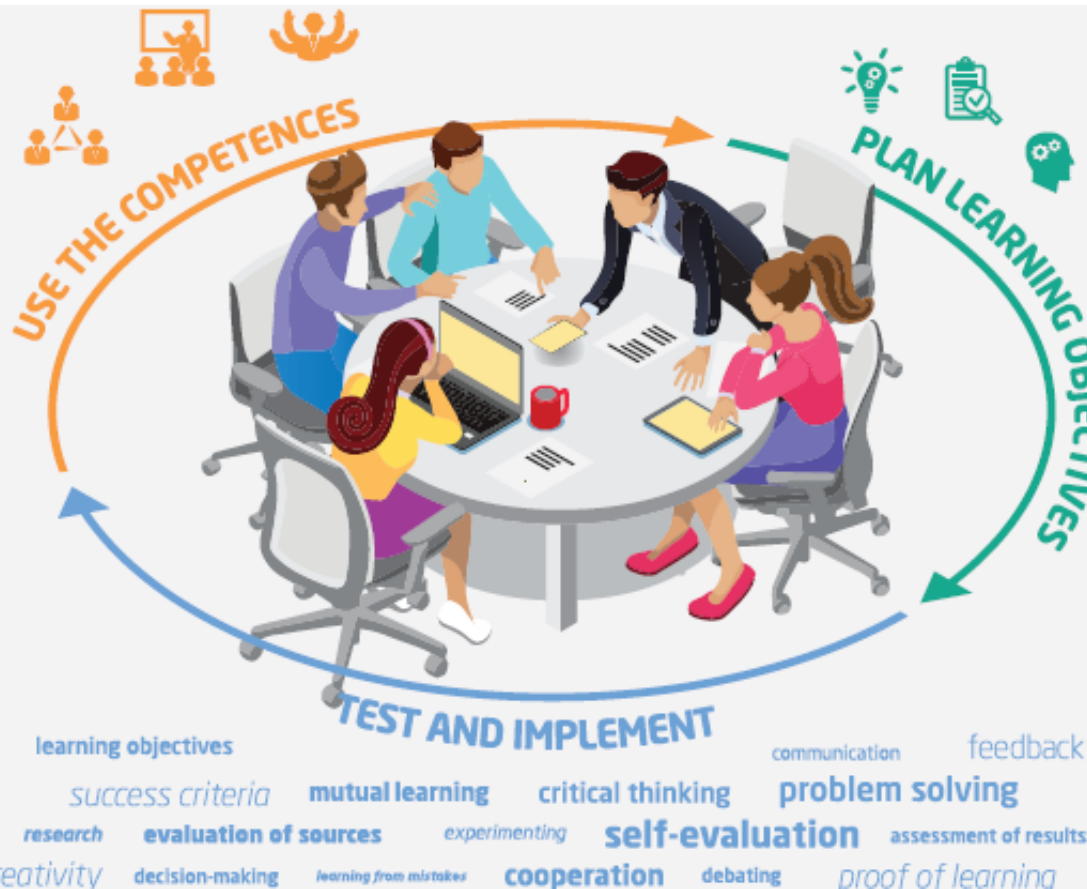 USE THE COMPETENCES
PLAN LEARNING OBJECTIVES
TEST AND IMPLEMENT
learning objectives communication feedback
success criteria mutual learning critical thinking problem solving
research evaluation of sources experimenting self-evaluation assessment of results
reativity decision-making learning from mistakes cooperation debating proof of learning